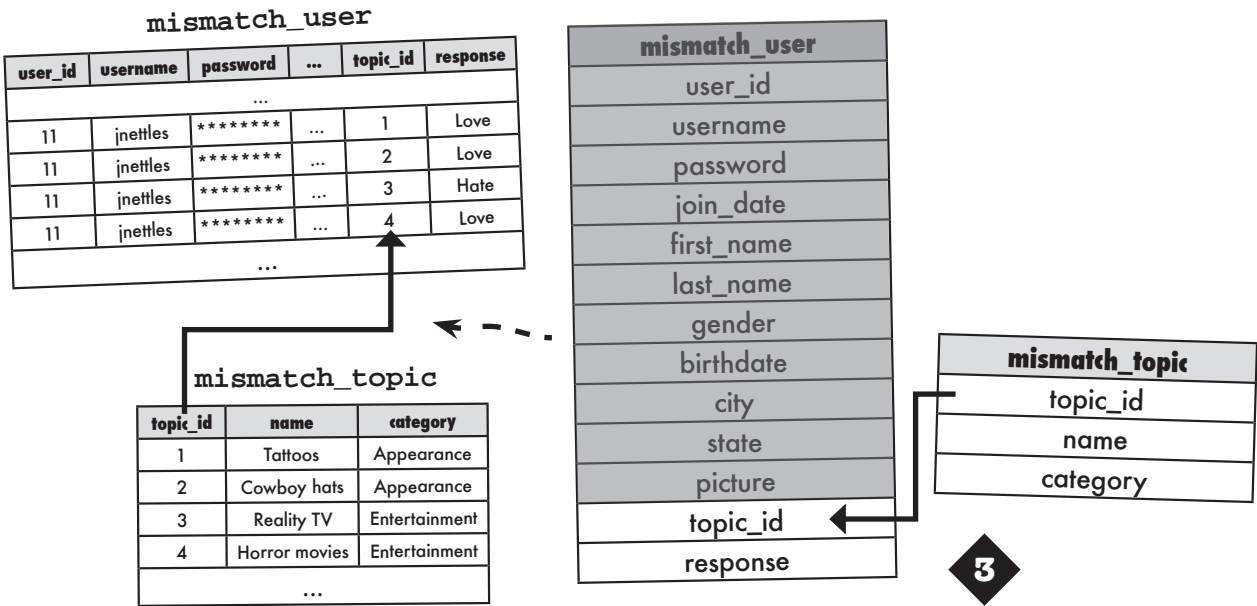 mismatch_user
user_id username password ... topic_id response
...
11 jnettles ******** ... 1 Love
11 jnettles ******** ... 2 Love
11 jnettles ******** ... 3 Hate
11 jnettles ******** ... 4 Love
...
mismatch_topic
topic_id name category
1 Tattoos Appearance
2 Cowboy hats Appearance
3 Reality TV Entertainment
4 Horror movies Entertainment
...
mismatch_user
user_id
username
password
join_date
first_name
last_name
gender
birthdate
city
state
picture
topic_id
response
mismatch_topic
topic_id
name
category
3